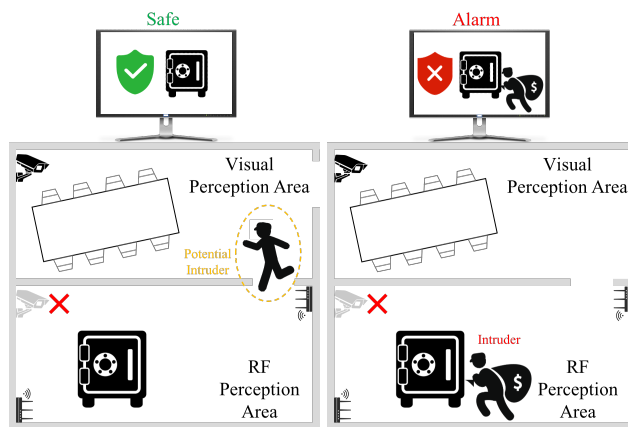 Safe
Alarm
Visual
Perception Area
Visual
Perception Area
Potential
Intruder
$
RF
Perception
Area
Intruder
$
RF
Perception
Area